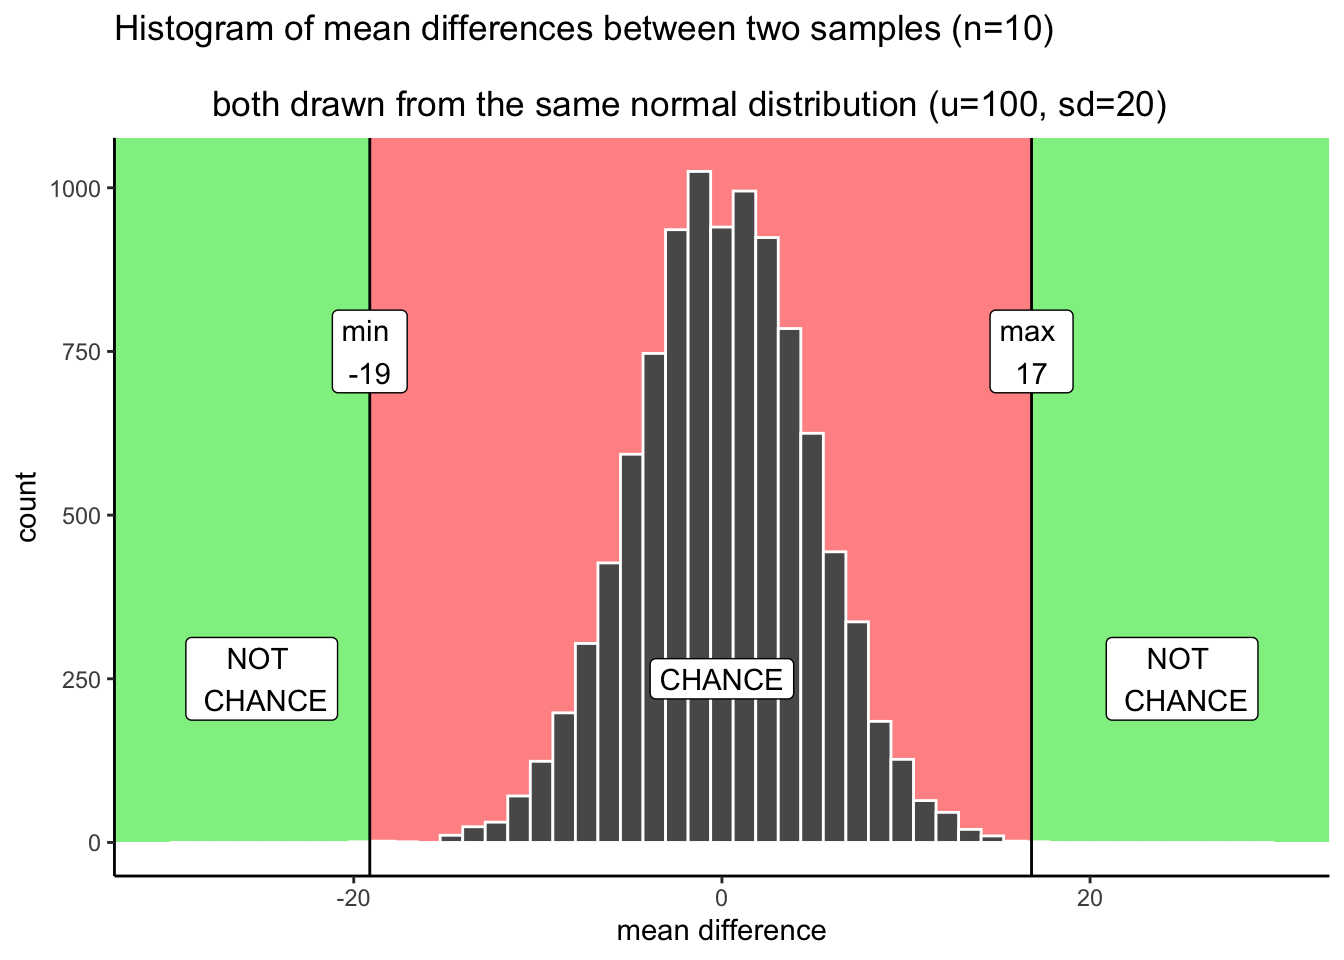 Histogram of mean differences between two samples (n=10)
both drawn from the same normal distribution (u=100, sd=20)
1000
750
500
250
0
count
min
-19
max
17
NOT
CHANCE
CHANCE
NOT
CHANCE
-20
0
20
mean difference